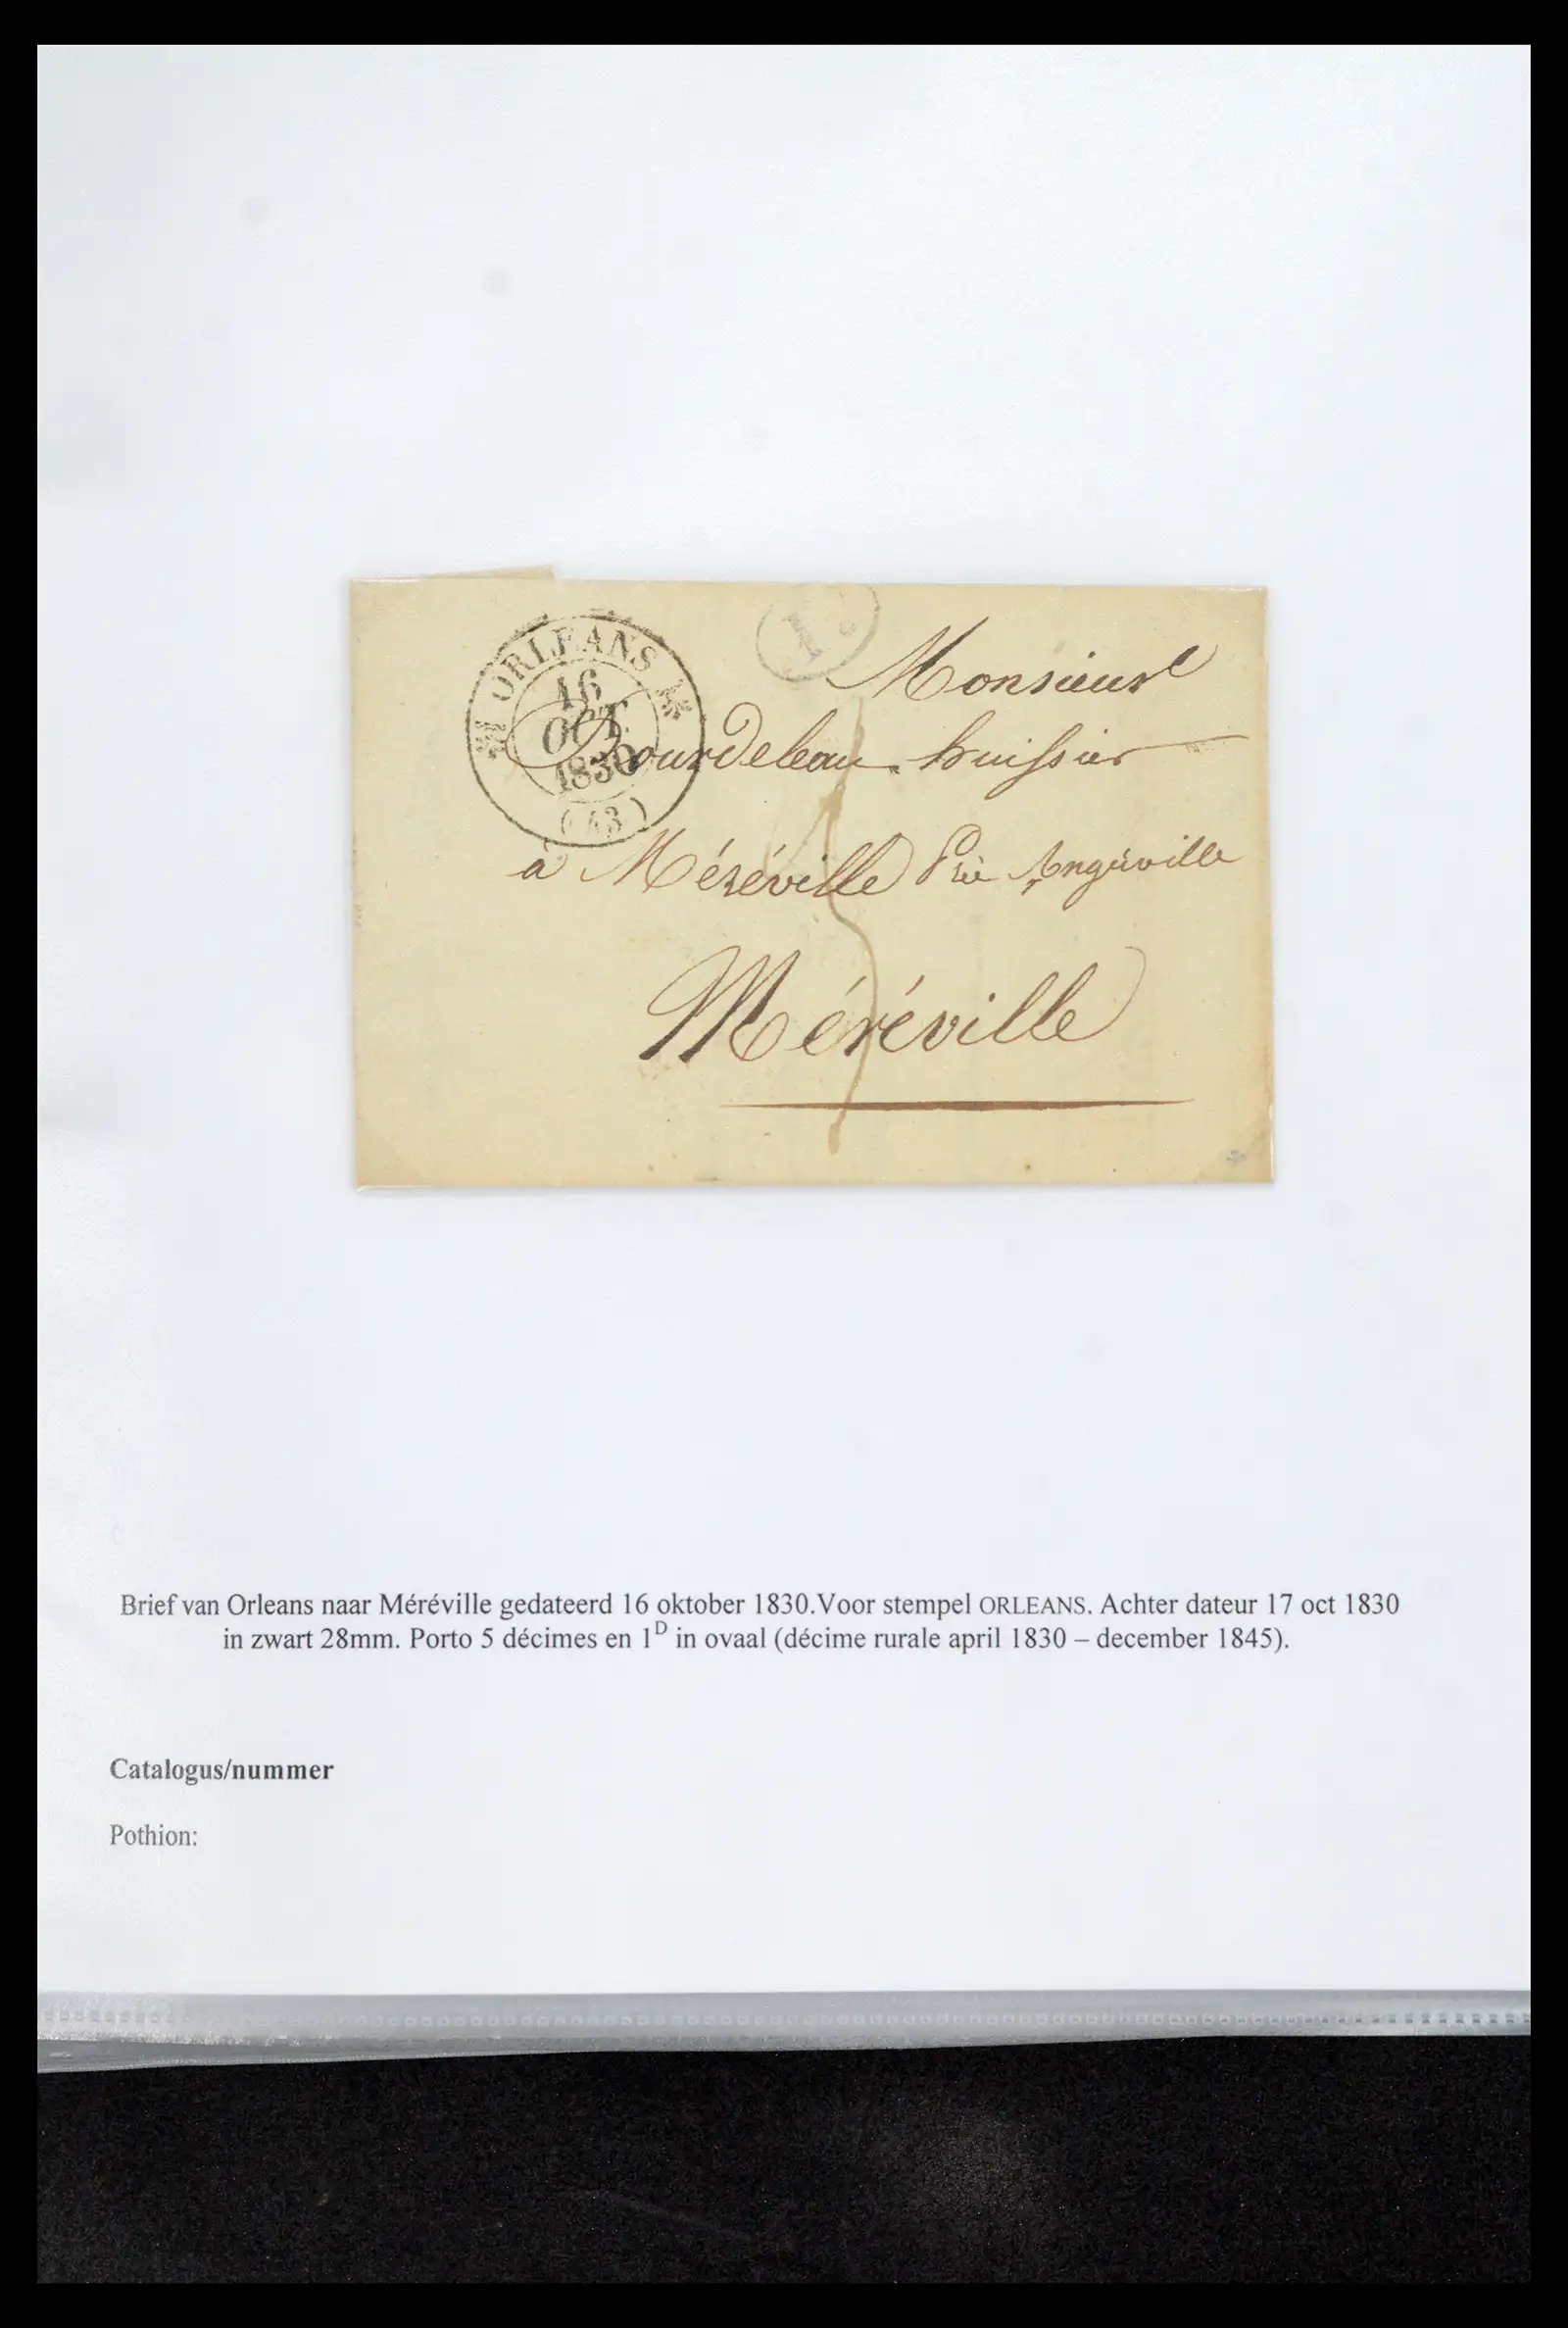 ORLEANS
16
OCT.
1830
(43)
1.
Monsieur
Bourdeleau huissier
à Méréville Près Angerville
Méréville
Brief van Orleans naar Méréville gedateerd 16 oktober 1830.Voor stempel ORLEANS. Achter dateur 17 oct 1830
in zwart 28mm. Porto 5 décimes en 1D in ovaal (décime rurale april 1830 – december 1845).
Catalogus/nummer
Pothion: